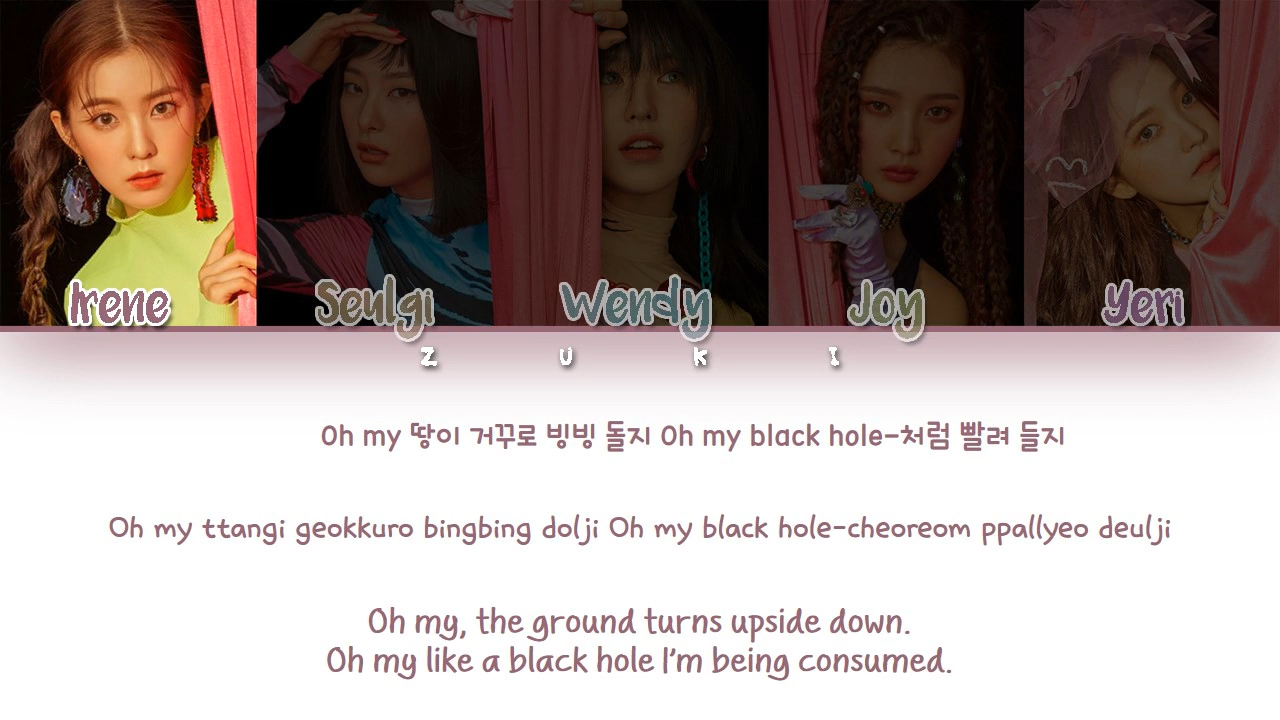 Irene Seulgi Wendy Joy Yeri
Z U K I
Oh my 땅이 거꾸로 빙빙 돌지 Oh my black hole-처럼 빨려 들지
Oh my ttangi geokkuro bingbing dolji Oh my black hole-cheoreom ppallyeo deulji
Oh my, the ground turns upside down.
Oh my like a black hole I'm being consumed.